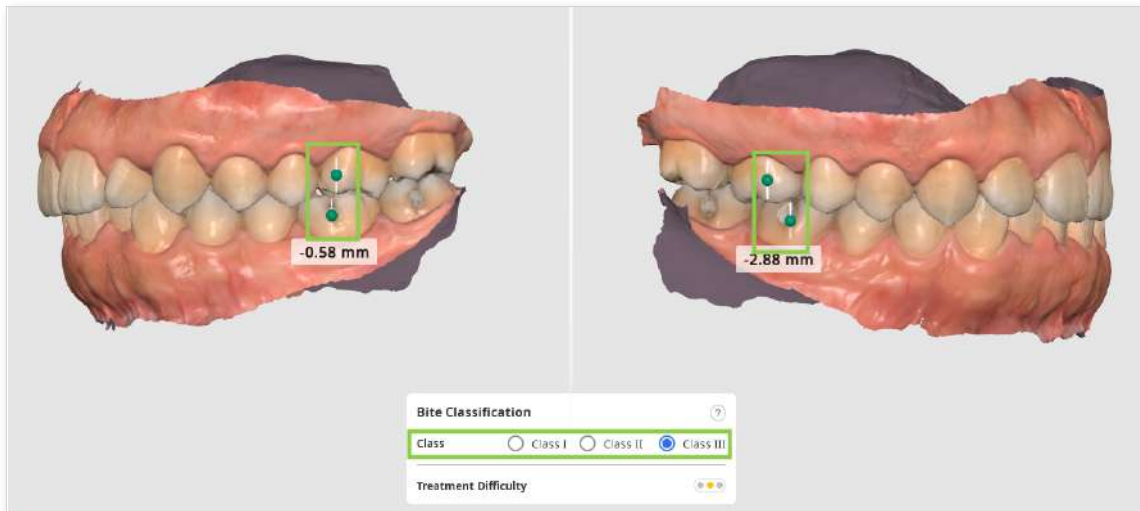 -0.58 mm
-2.88 mm
Bite Classification ?
Class Class I Class II Class III
Treatment Difficulty